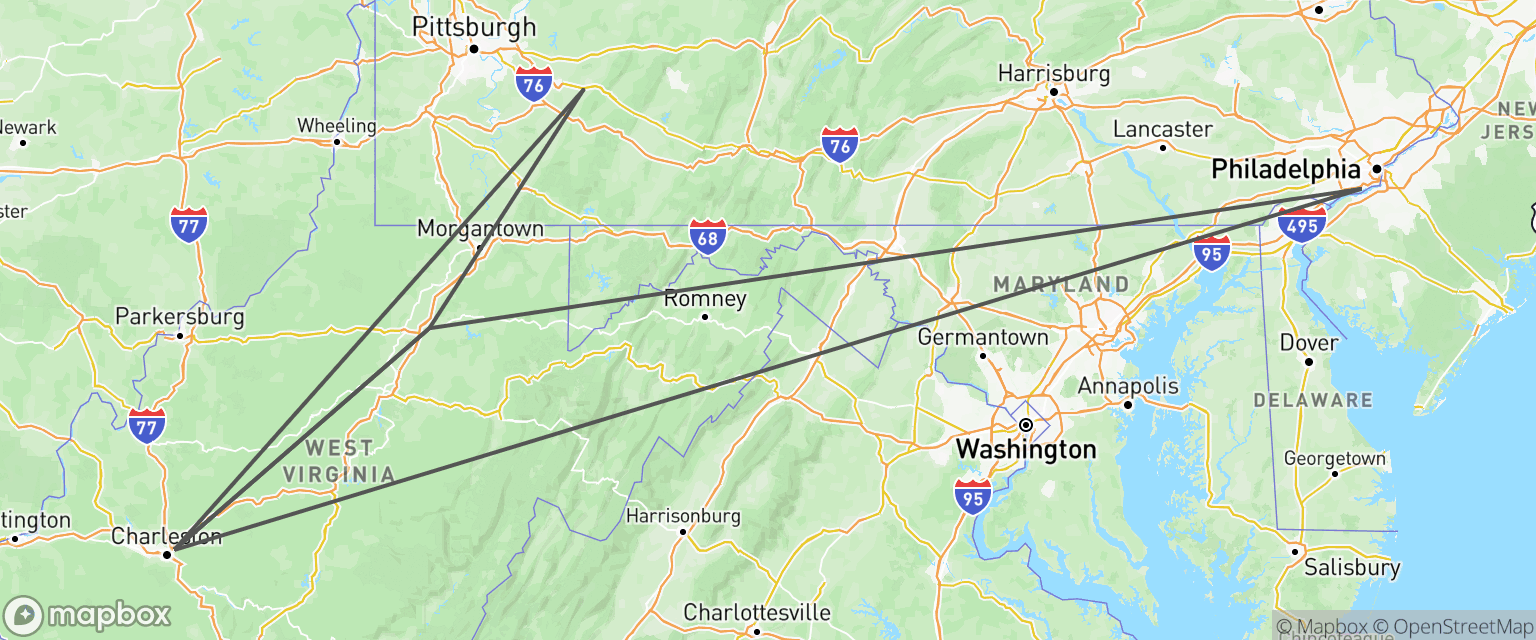 Pittsburgh
76
Harrisburg
Newark
Wheeling
76
Lancaster
NEW
JERS
Philadelphia
77
Morgantown
68
495
95
MARYLAND
Romney
Parkersburg
Germantown
Dover
Annapolis
DELAWARE
77
WEST
VIRGINIA
Washington
Georgetown
95
tington
Charleston
Harrisonburg
Salisbury
Charlottesville
mapbox
© Mapbox © OpenStreetMap